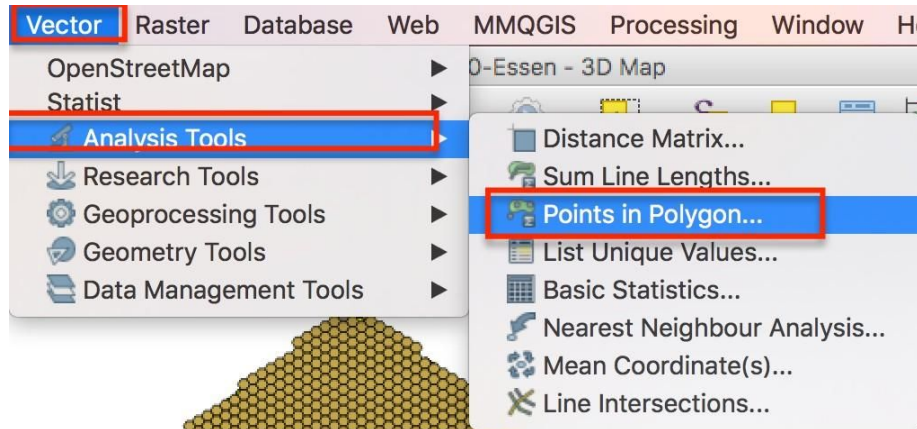 Vector Raster Database Web MMQGIS Processing Window
0-Essen - 3D Map
OpenStreetMap
Statist
Analysis Tools
Research Tools
Geoprocessing Tools
Geometry Tools
Data Management Tools
Distance Matrix...
Sum Line Lengths...
Points in Polygon...
List Unique Values...
Basic Statistics...
Nearest Neighbour Analysis...
Mean Coordinate(s)...
Line Intersections...